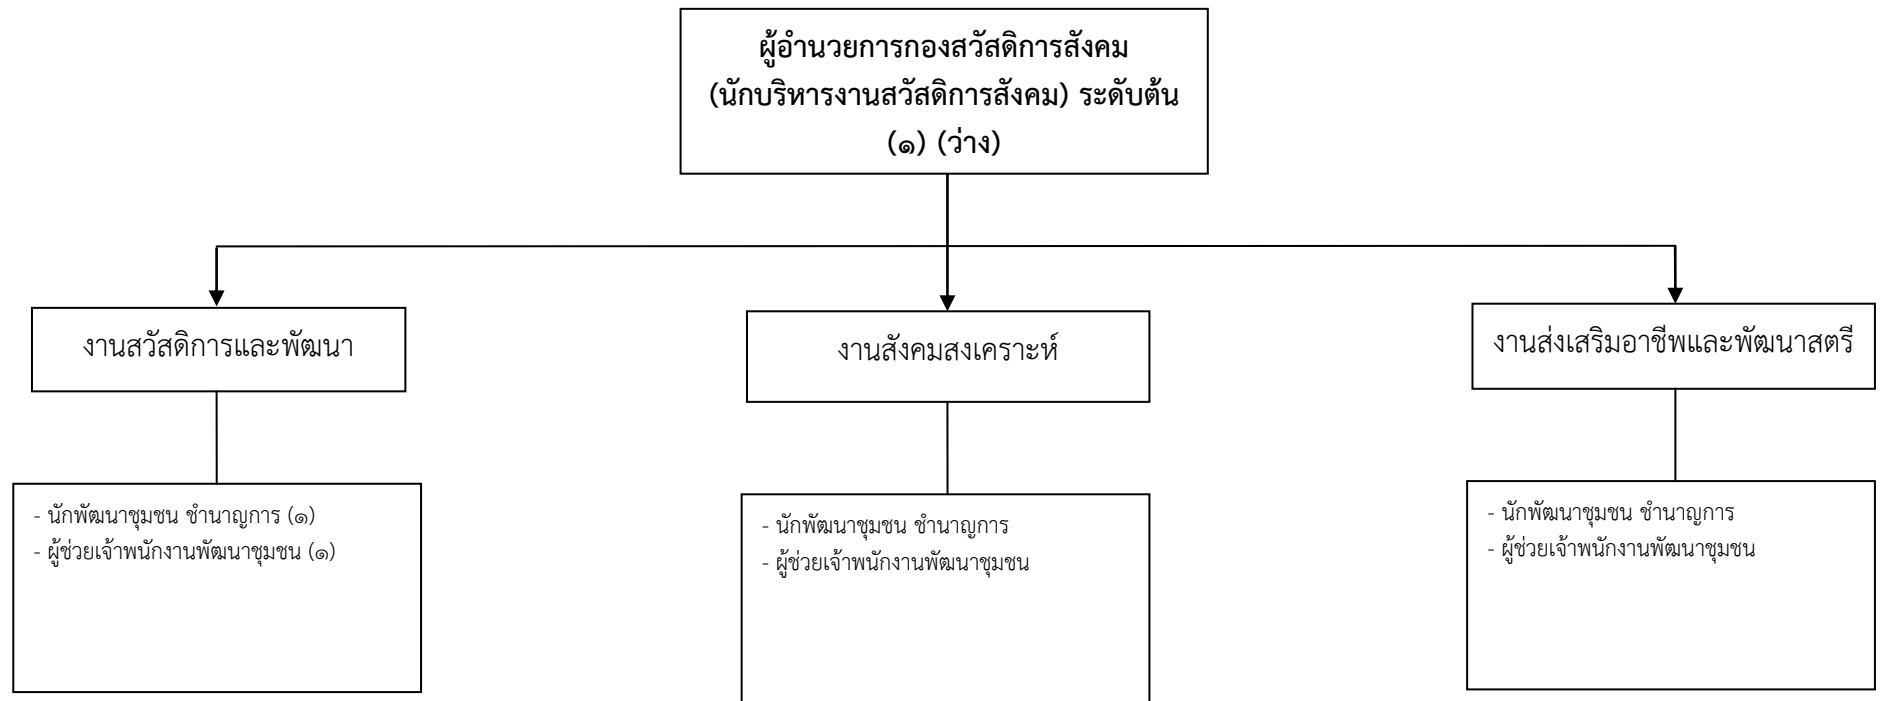 ผู้อำนวยการกองสวัสดิการสังคม
(นักบริหารงานสวัสดิการสังคม) ระดับต้น
(๑) (ว่าง)
งานสวัสดิการและพัฒนา
งานสังคมสงเคราะห์
งานส่งเสริมอาชีพและพัฒนาสตรี
- นักพัฒนาชุมชน ชำนาญการ (๑)
- ผู้ช่วยเจ้าพนักงานพัฒนาชุมชน (๑)
- นักพัฒนาชุมชน ชำนาญการ
- ผู้ช่วยเจ้าพนักงานพัฒนาชุมชน
- นักพัฒนาชุมชน ชำนาญการ
- ผู้ช่วยเจ้าพนักงานพัฒนาชุมชน